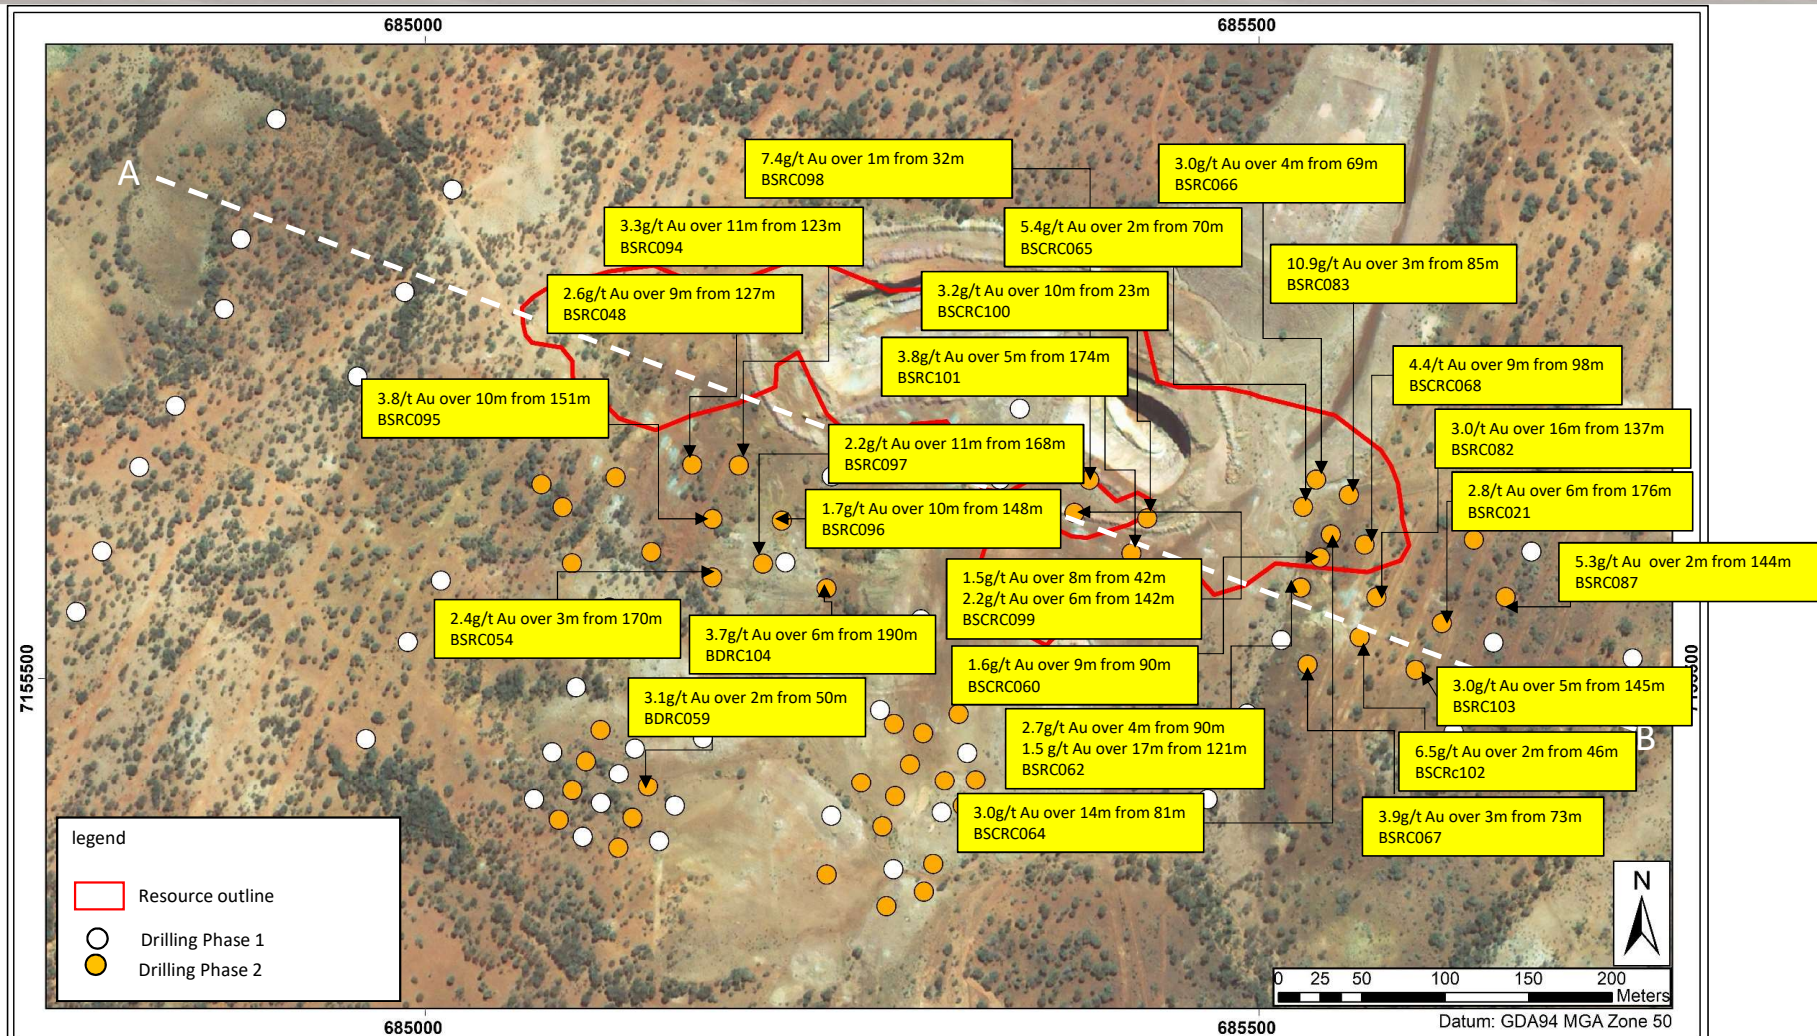 685000
685500
A
7.4g/t Au over 1m from 32m
BSRC098
3.0g/t Au over 4m from 69m
BSRC066
3.3g/t Au over 11m from 123m
BSRC094
5.4g/t Au over 2m from 70m
BSCRC065
10.9g/t Au over 3m from 85m
BSRC083
2.6g/t Au over 9m from 127m
BSRC048
3.2g/t Au over 10m from 23m
BSCRC100
3.8g/t Au over 5m from 174m
BSRC101
4.4/t Au over 9m from 98m
BSCRC068
3.8/t Au over 10m from 151m
BSRC095
3.0/t Au over 16m from 137m
BSRC082
2.2g/t Au over 11m from 168m
BSRC097
2.8/t Au over 6m from 176m
BSRC021
1.7g/t Au over 10m from 148m
BSRC096
5.3g/t Au over 2m from 144m
BSRC087
1.5g/t Au over 8m from 42m
2.2g/t Au over 6m from 142m
BSCRC099
2.4g/t Au over 3m from 170m
BSRC054
3.7g/t Au over 6m from 190m
BDRC104
1.6g/t Au over 9m from 90m
BSCRC060
3.0g/t Au over 5m from 145m
BSRC103
3.1g/t Au over 2m from 50m
BDRC059
2.7g/t Au over 4m from 90m
1.5 g/t Au over 17m from 121m
BSRC062
B
6.5g/t Au over 2m from 46m
BSCRc102
3.0g/t Au over 14m from 81m
BSCRC064
3.9g/t Au over 3m from 73m
BSRC067
7155500
legend
Resource outline
Drilling Phase 1
Drilling Phase 2
N
0 25 50 100 150 200
Meters
Datum: GDA94 MGA Zone 50
685000
685500